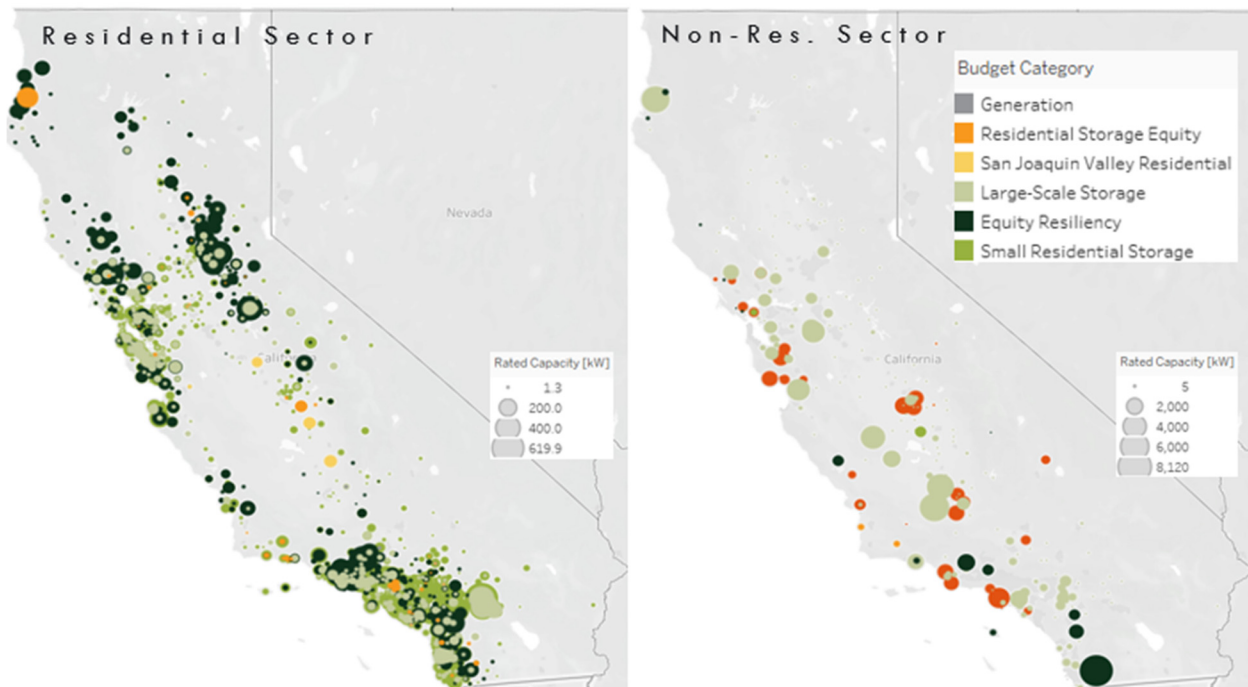 Residential Sector
Non-Res. Sector
Budget Category
Generation
Residential Storage Equity
San Joaquin Valley Residential
Large-Scale Storage
Equity Resiliency
Small Residential Storage
Nevada
California
Rated Capacity [kW]
1.3
200.0
400.0
619.9
California
Rated Capacity [kW]
5
2,000
4,000
6,000
8,120